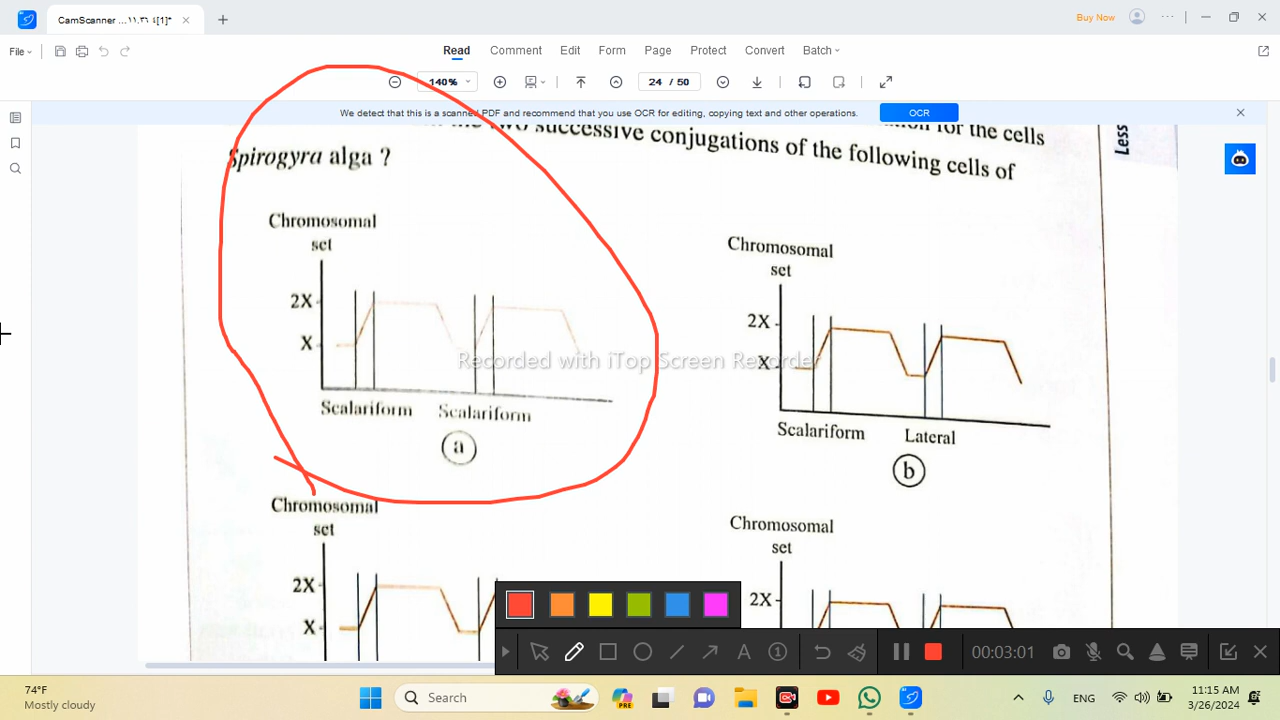 CamScanner ...١١.٣٦ ٤[1]*
Buy Now
File
Read Comment Edit Form Page Protect Convert Batch
140%
24 / 50
We detect that this is a scanned PDF and recommend that you use OCR for editing, copying text and other operations.
OCR
two successive conjugations of the following cells of
for the cells
Spirogyra alga ?
Less
Chromosomal
set
2X
X
Scalariform Scalariform
a
Chromosomal
set
2X
X
Scalariform Lateral
b
Recorded with iTop Screen Recorder
Chromosomal
set
2X
X
Chromosomal
set
2X
00:03:01
74°F
Mostly cloudy
Search
PRE
ENG
11:15 AM
3/26/2024